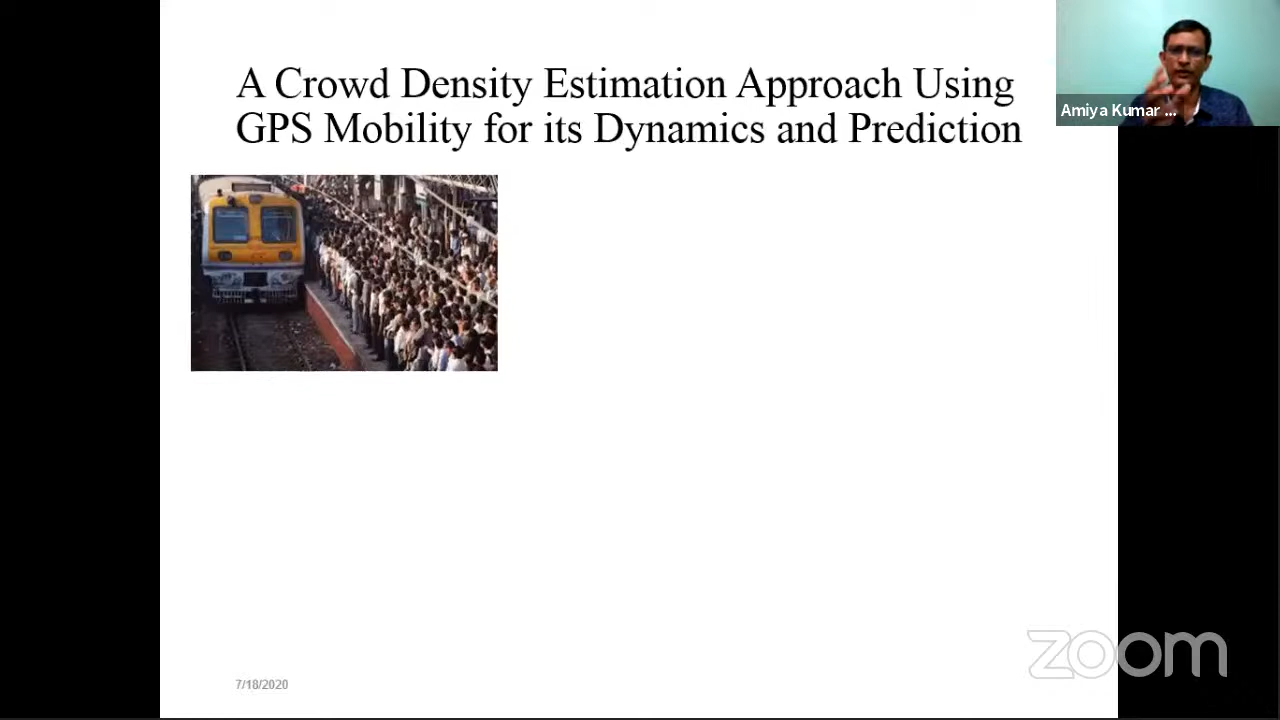 A Crowd Density Estimation Approach Using
GPS Mobility for its Dynamics and Prediction
Amiya Kumar ...
zoom
7/18/2020